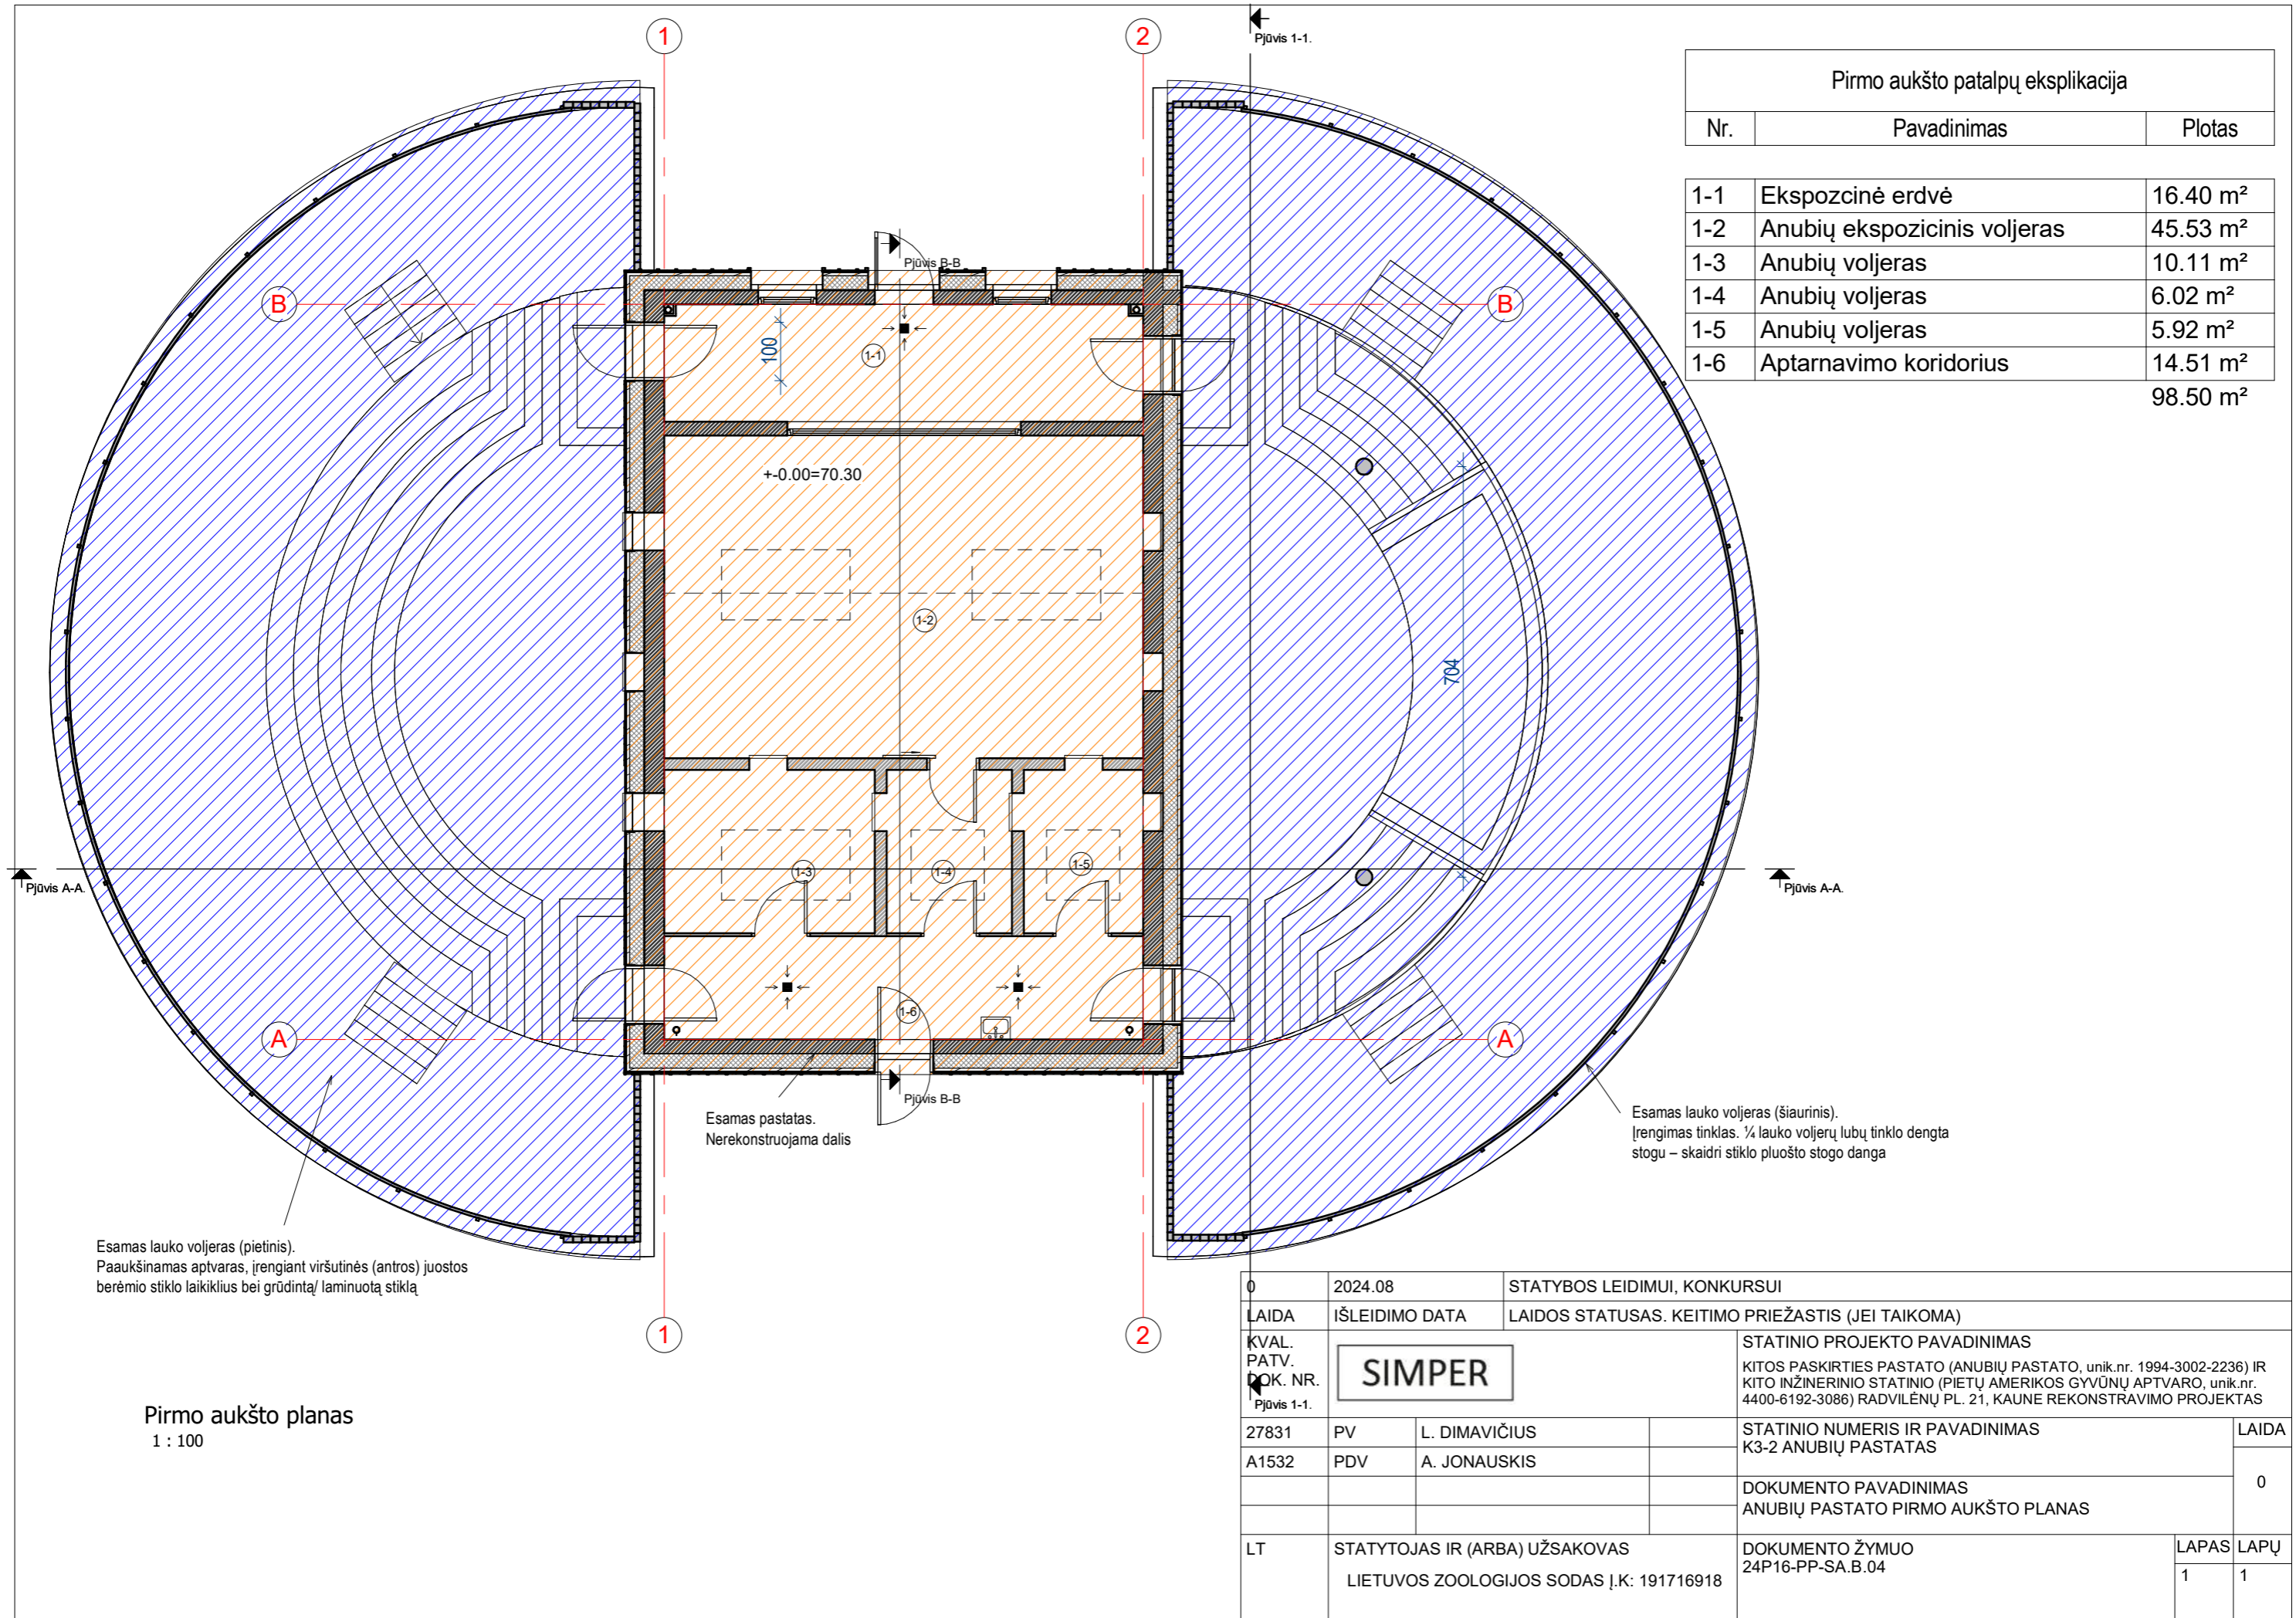 1
2
Pjūvis 1-1.
Pirmo aukšto patalpų eksplikacija
Nr. Pavadinimas Plotas
1-1 Ekspozcinė erdvė 16.40 m²
1-2 Anubių ekspozicinis voljeras 45.53 m²
1-3 Anubių voljeras 10.11 m²
1-4 Anubių voljeras 6.02 m²
1-5 Anubių voljeras 5.92 m²
1-6 Aptarnavimo koridorius 14.51 m²
98.50 m²
Pjūvis B-B
B
B
100
1-1
+-0.00=70.30
1-2
704
1-3
1-4
1-5
Pjūvis A-A.
Pjūvis A-A.
1-6
A
A
Pjūvis B-B
Esamas pastatas.
Nerekonstruojama dalis
Esamas lauko voljeras (šiaurinis).
Įrengimas tinklas. ¼ lauko voljerų lubų tinklo dengta
stogu – skaidri stiklo pluošto stogo danga
Esamas lauko voljeras (pietinis).
Paaukšinamas aptvaras, įrengiant viršutinės (antros) juostos
berėmio stiklo laikiklius bei grūdintą/ laminuotą stiklą
1
2
Pirmo aukšto planas
1 : 100
0 2024.08 STATYBOS LEIDIMUI, KONKURSUI
LAIDA IŠLEIDIMO DATA LAIDOS STATUSAS. KEITIMO PRIEŽASTIS (JEI TAIKOMA)
KVAL.
PATV.
DOK. NR.
Pjūvis 1-1.
SIMPER
STATINIO PROJEKTO PAVADINIMAS
KITOS PASKIRTIES PASTATO (ANUBIŲ PASTATO, unik.nr. 1994-3002-2236) IR
KITO INŽINERINIO STATINIO (PIETŲ AMERIKOS GYVŪNŲ APTVARO, unik.nr.
4400-6192-3086) RADVILĖNŲ PL. 21, KAUNE REKONSTRAVIMO PROJEKTAS
27831 PV L. DIMAVIČIUS
A1532 PDV A. JONAUSKIS
STATINIO NUMERIS IR PAVADINIMAS
K3-2 ANUBIŲ PASTATAS
LAIDA
0
DOKUMENTO PAVADINIMAS
ANUBIŲ PASTATO PIRMO AUKŠTO PLANAS
LT STATYTOJAS IR (ARBA) UŽSAKOVAS
LIETUVOS ZOOLOGIJOS SODAS Į.K: 191716918
DOKUMENTO ŽYMUO
24P16-PP-SA.B.04
LAPAS LAPŲ
1 1